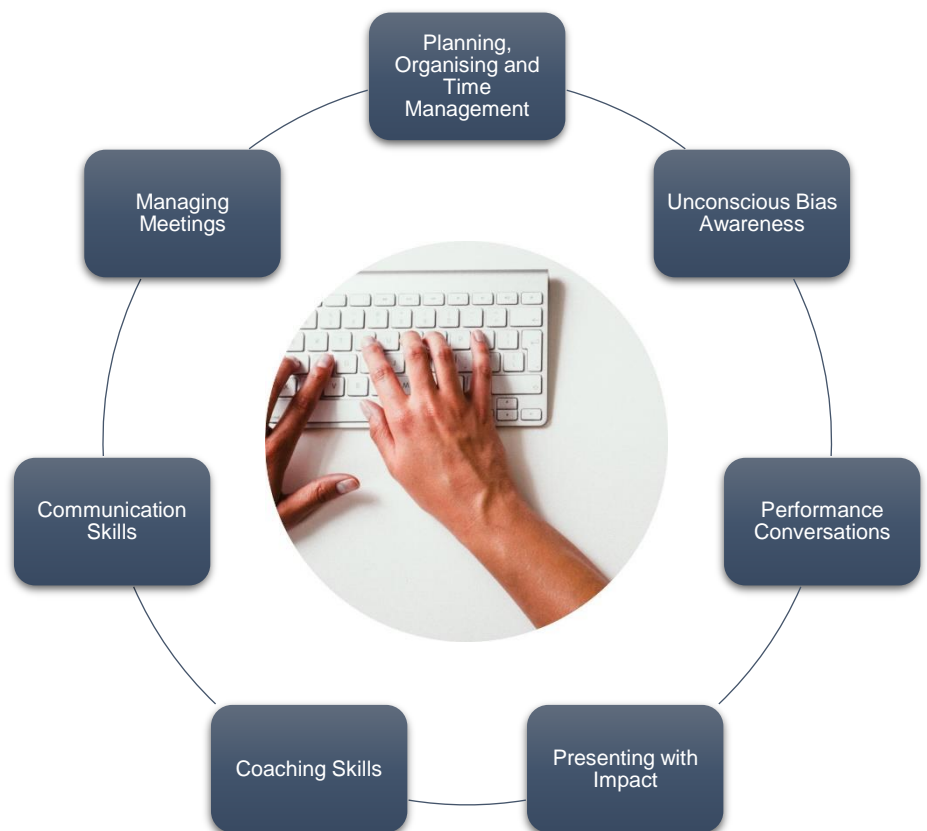 Planning,
Organising and
Time
Management
Unconscious Bias
Awareness
Performance
Conversations
Presenting with
Impact
Coaching Skills
Communication
Skills
Managing
Meetings